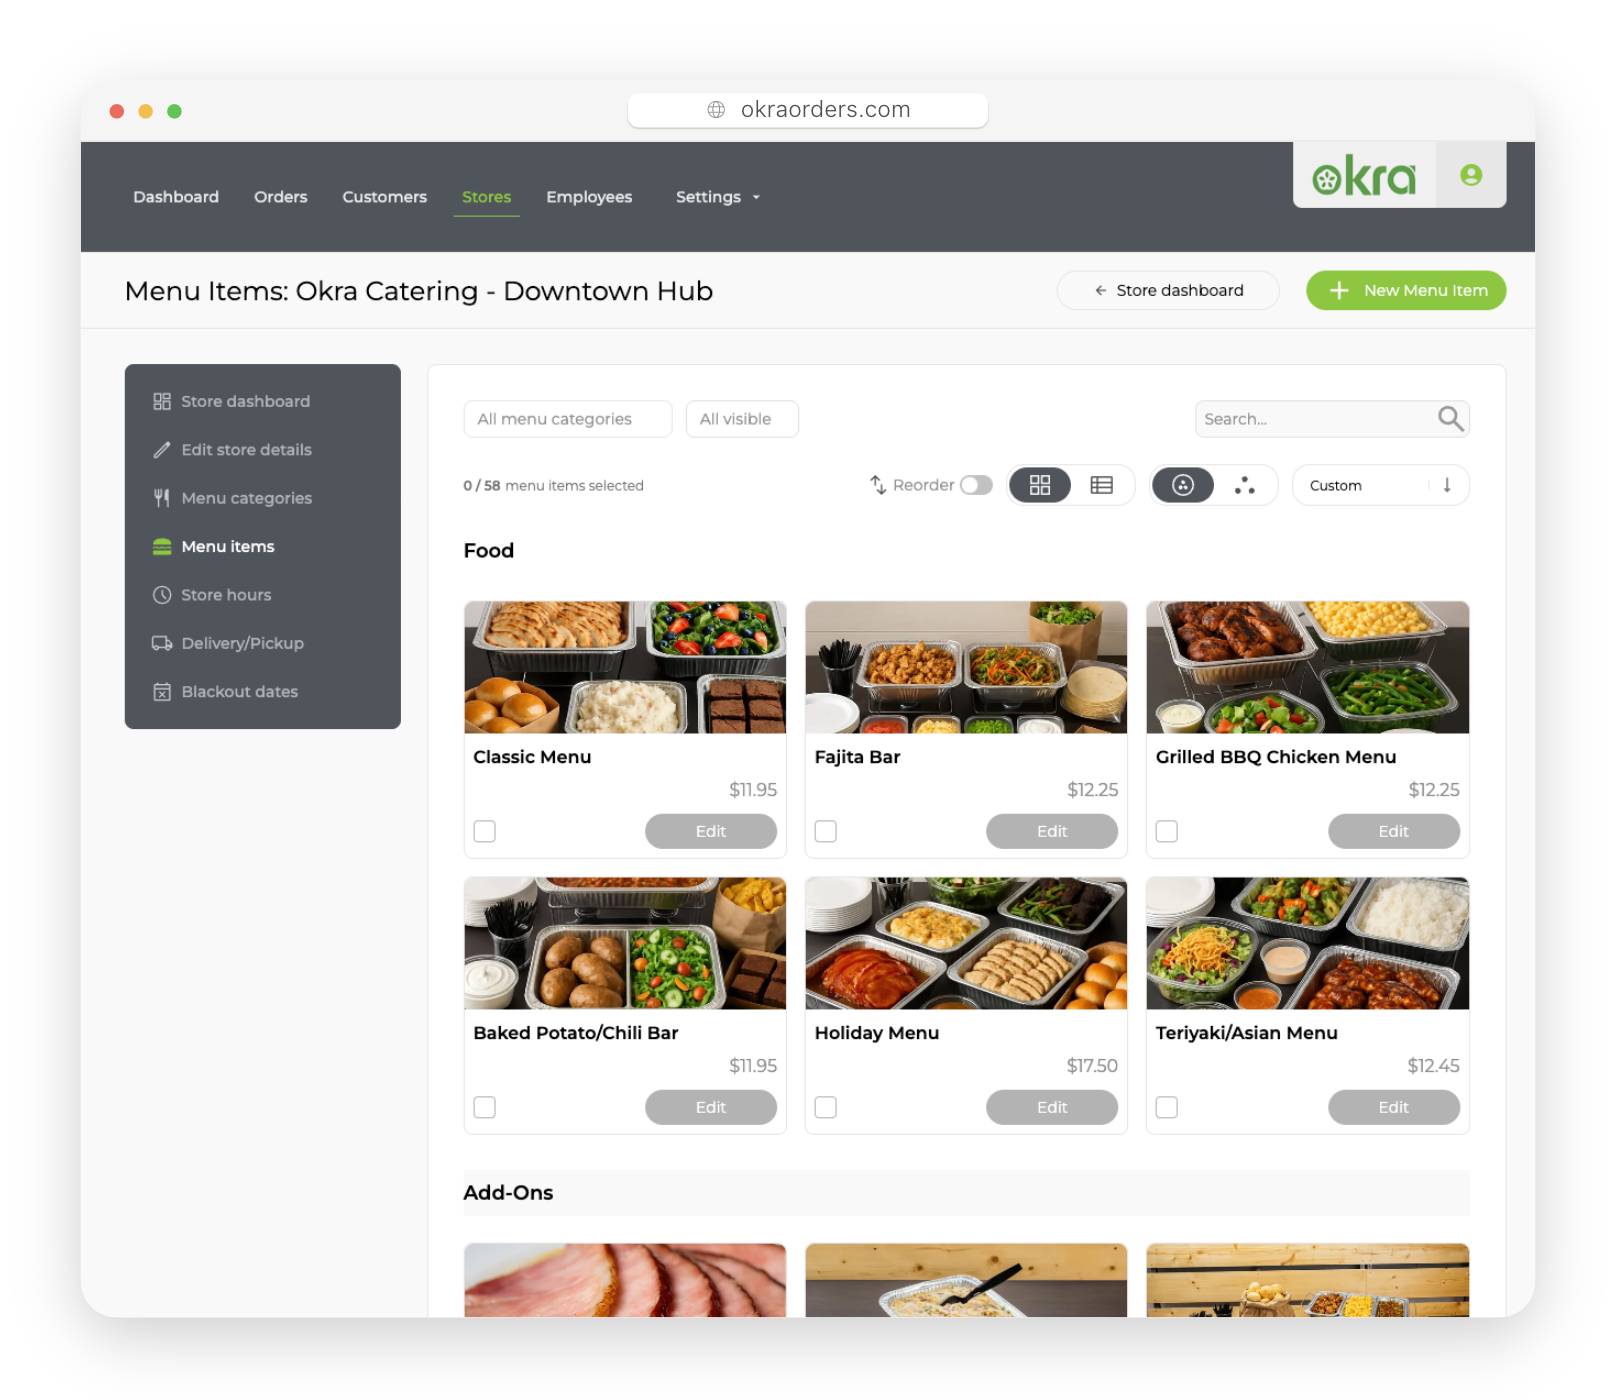 okraorders.com
Dashboard Orders Customers Stores Employees Settings
okra
Menu Items: Okra Catering - Downtown Hub
Store dashboard
New Menu Item
Store dashboard
Edit store details
Menu categories
Menu items
Store hours
Delivery/Pickup
Blackout dates
All menu categories All visible Search...
0 / 58 menu items selected Reorder Custom
Food
Classic Menu
$11.95
Edit
Fajita Bar
$12.25
Edit
Grilled BBQ Chicken Menu
$12.25
Edit
Baked Potato/Chili Bar
$11.95
Edit
Holiday Menu
$17.50
Edit
Teriyaki/Asian Menu
$12.45
Edit
Add-Ons